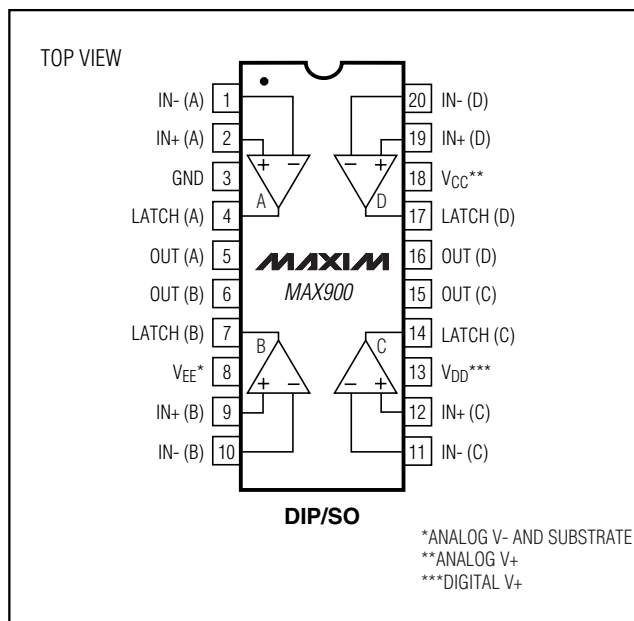 TOP VIEW
IN- (A) 1
IN+ (A) 2
GND 3
LATCH (A) 4
OUT (A) 5
OUT (B) 6
LATCH (B) 7
VEE* 8
IN+ (B) 9
IN- (B) 10
20 IN- (D)
19 IN+ (D)
18 VCC**
17 LATCH (D)
16 OUT (D)
15 OUT (C)
14 LATCH (C)
13 VDD***
12 IN+ (C)
11 IN- (C)
+ −
A
+ −
D
MAXIM
MAX900
B
+ −
C
− +
DIP/SO
*ANALOG V- AND SUBSTRATE
**ANALOG V+
***DIGITAL V+